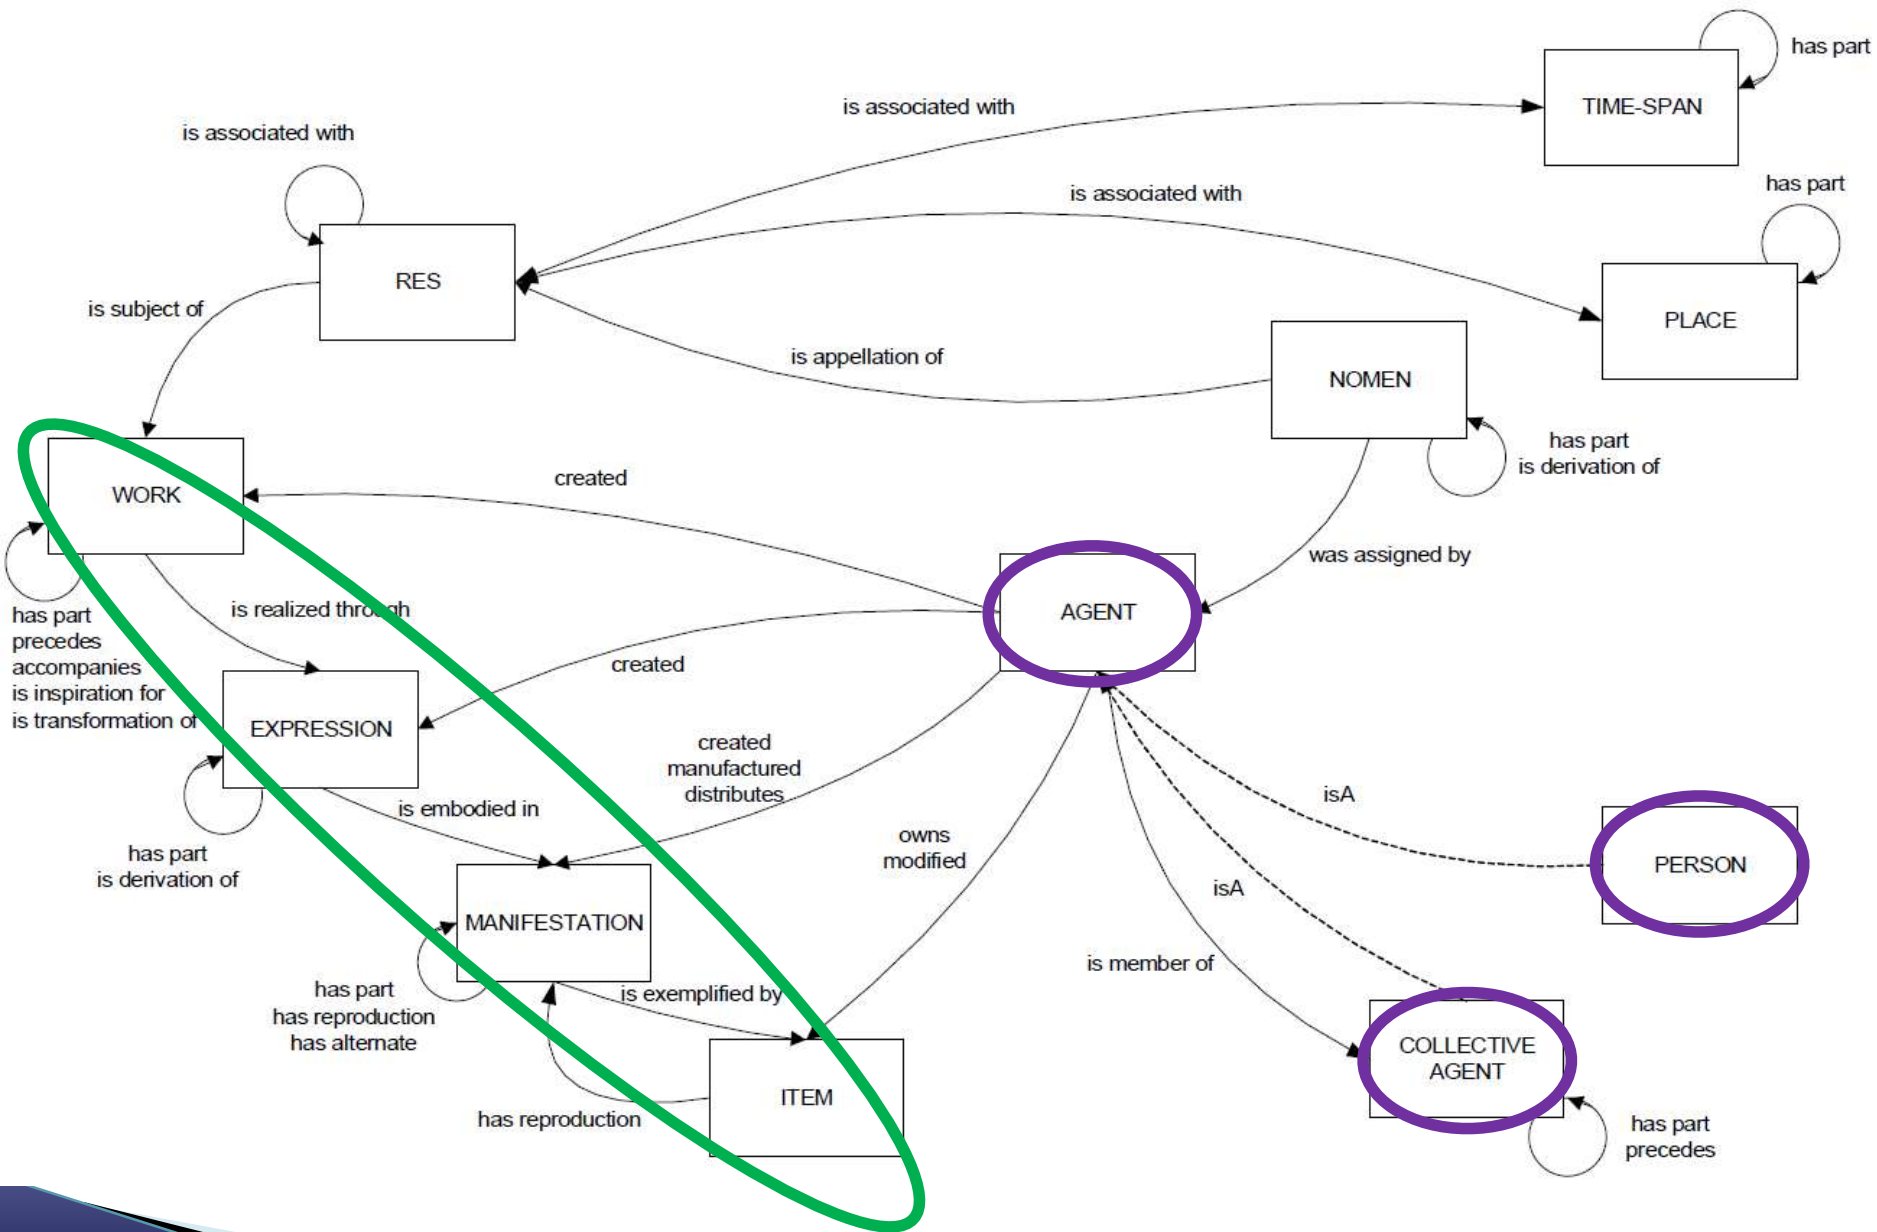 has part
TIME-SPAN
is associated with
is associated with
is associated with
has part
RES
PLACE
is subject of
is appellation of
NOMEN
has part
is derivation of
WORK
created
was assigned by
has part
precedes
accompanies
is inspiration for
is transformation of
is realized through
AGENT
created
EXPRESSION
created
manufactured
distributes
is embodied in
isA
owns
modified
PERSON
has part
is derivation of
isA
MANIFESTATION
is member of
has part
has reproduction
has alternate
is exemplified by
COLLECTIVE
AGENT
ITEM
has reproduction
has part
precedes